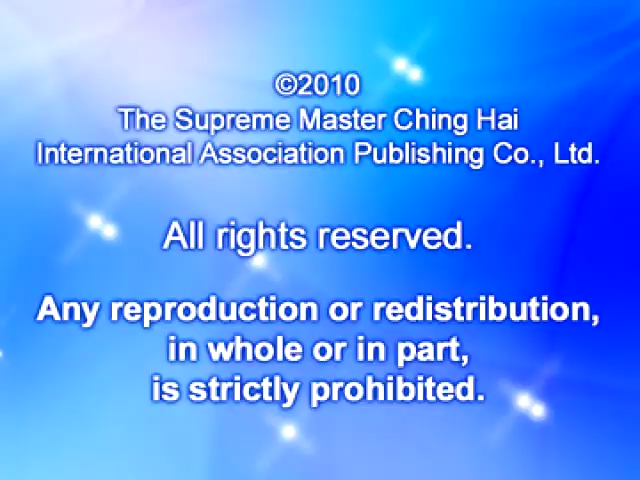 ©2010
The Supreme Master Ching Hai
International Association Publishing Co., Ltd.
All rights reserved.
Any reproduction or redistribution,
in whole or in part,
is strictly prohibited.